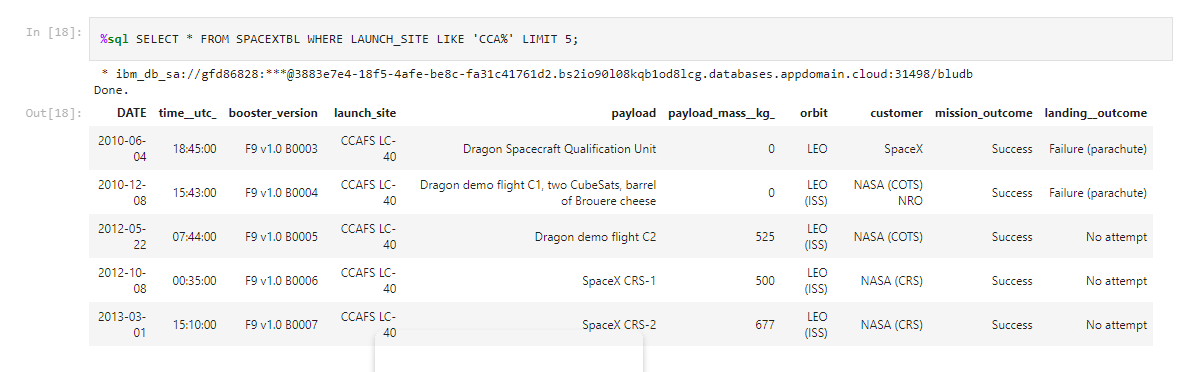 In [18]:
%sql SELECT * FROM SPACEXTBL WHERE LAUNCH_SITE LIKE 'CCA%' LIMIT 5;
* ibm_db_sa://gfd86828:***@3883e7e4-18f5-4afe-be8c-fa31c41761d2.bs2io90l08kqb1od8lcg.databases.appdomain.cloud:31498/bludb
Done.
Out[18]:
DATE time__utc_ booster_version launch_site payload payload_mass__kg_ orbit customer mission_outcome landing__outcome
2010-06-04 18:45:00 F9 v1.0 B0003 CCAFS LC-40 Dragon Spacecraft Qualification Unit 0 LEO SpaceX Success Failure (parachute)
2010-12-08 15:43:00 F9 v1.0 B0004 CCAFS LC-40 Dragon demo flight C1, two CubeSats, barrel of Brouere cheese 0 LEO (ISS) NASA (COTS) NRO Success Failure (parachute)
2012-05-22 07:44:00 F9 v1.0 B0005 CCAFS LC-40 Dragon demo flight C2 525 LEO (ISS) NASA (COTS) Success No attempt
2012-10-08 00:35:00 F9 v1.0 B0006 CCAFS LC-40 SpaceX CRS-1 500 LEO (ISS) NASA (CRS) Success No attempt
2013-03-01 15:10:00 F9 v1.0 B0007 CCAFS LC-40 SpaceX CRS-2 677 LEO (ISS) NASA (CRS) Success No attempt